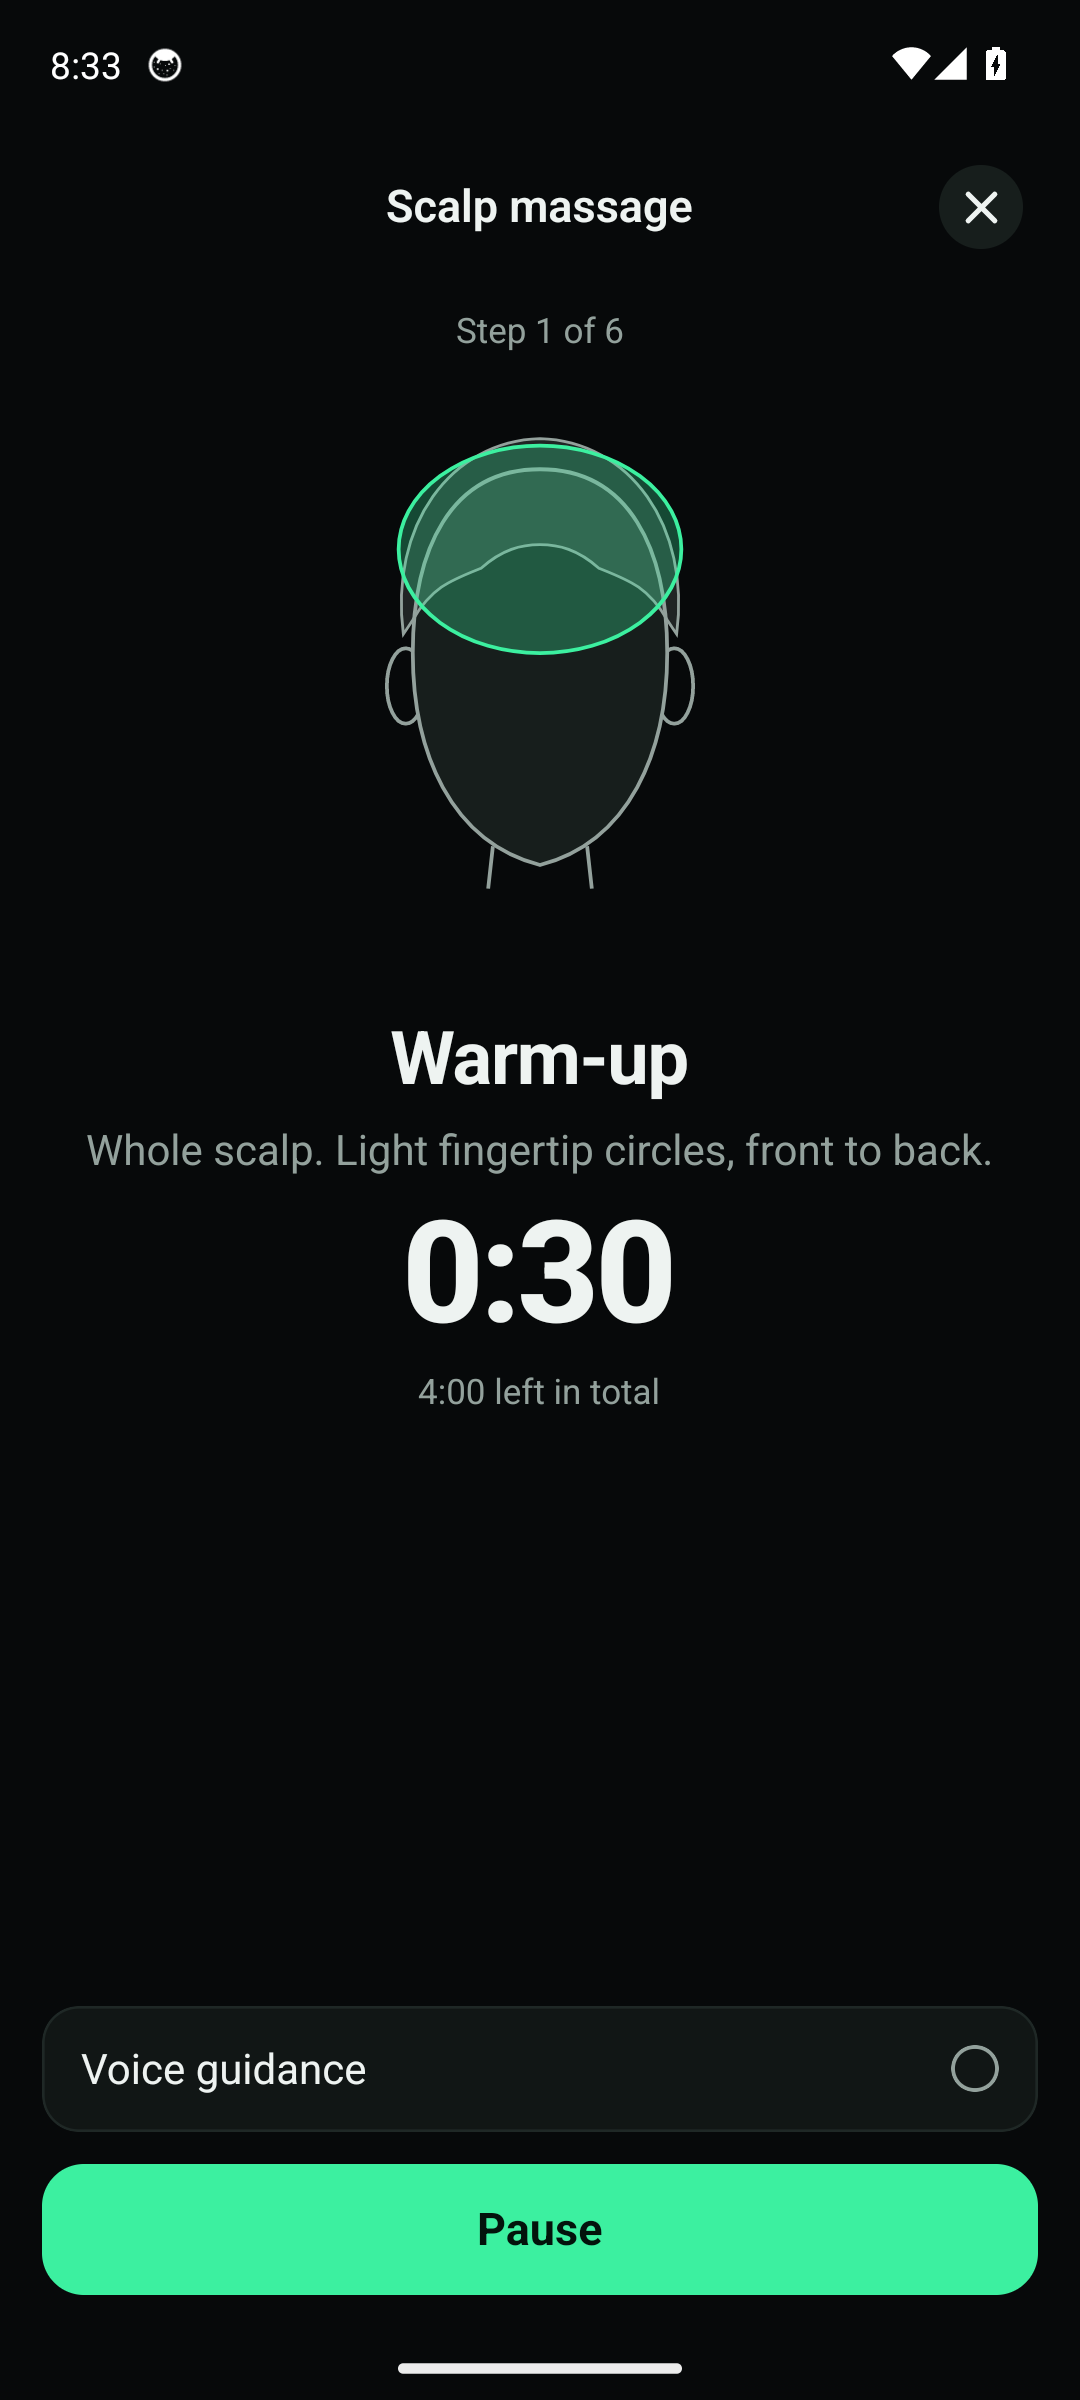 8:33
Scalp massage
Step 1 of 6
Warm-up
Whole scalp. Light fingertip circles, front to back.
0:30
4:00 left in total
Voice guidance
Pause